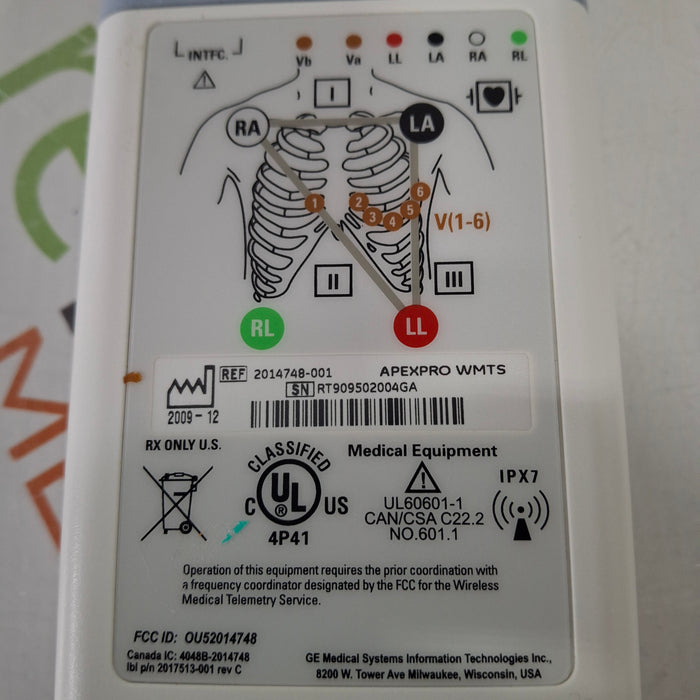 INTFC.
Vb Va LL LA RA RL
I
RA LA
1 2 3 4 5 6
V(1-6)
II III
RL LL
REF 2014748-001 APEXPRO WMTS
SN RT909502004GA
2009-12
RX ONLY U.S.
CLASSIFIED
C UL ® US
4P41
Medical Equipment
UL60601-1
CAN/CSA C22.2
NO.601.1
IPX7
Operation of this equipment requires the prior coordination with
a frequency coordinator designated by the FCC for the Wireless
Medical Telemetry Service.
FCC ID: OU52014748
Canada IC: 4048B-2014748
lbl p/n 2017513-001 rev C
GE Medical Systems Information Technologies Inc.,
8200 W. Tower Ave Milwaukee, Wisconsin, USA